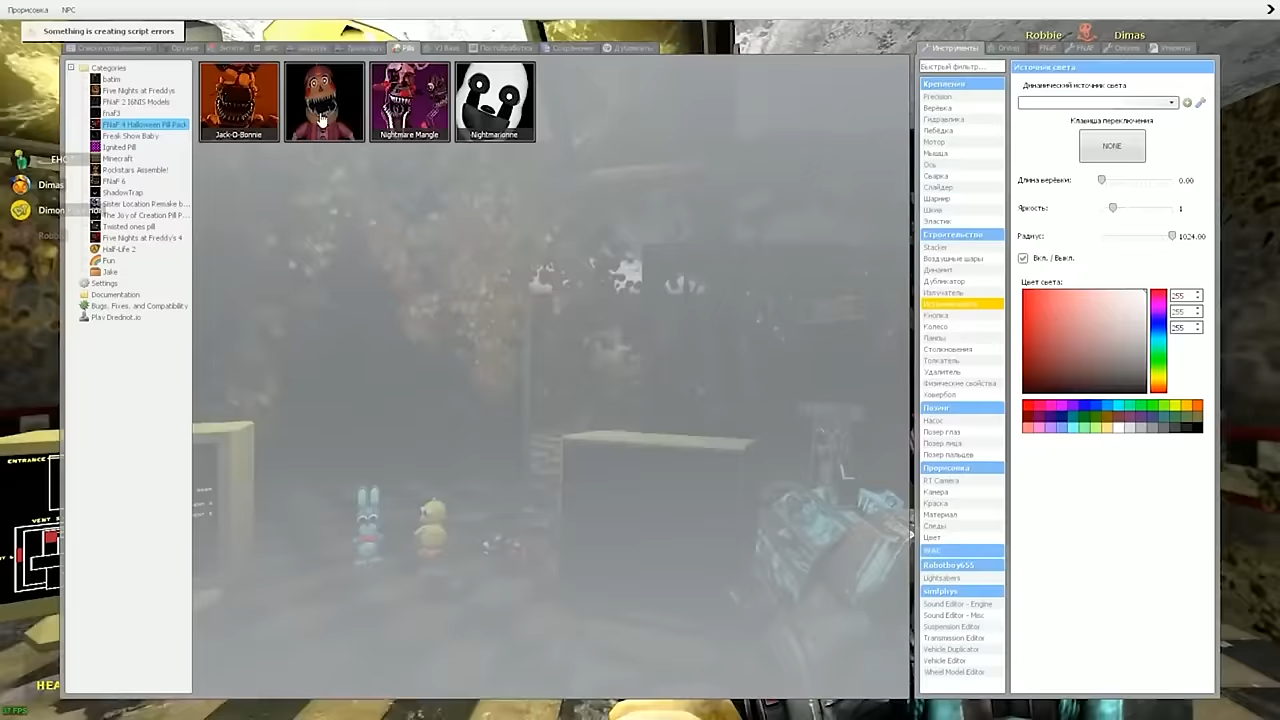 Прорисовка NPC
Something is creating script errors
Robbie Dimas
Pills
Инструменты
Categories
batim
Five Nights at Freddys
FNaF 2 16NIS Models
fnaf3
FNaF 4 Halloween Pill Pack
Freak Show Baby
Ignited Pill
Minecraft
Rockstars Assemble!
FNaF 6
ShadowTrap
Sister Location Remake b...
The Joy of Creation Pill P...
Twisted ones pill
Five Nights at Freddy's 4
Half-Life 2
Fun
Jake
Settings
Documentation
Bugs, Fixes, and Compatibility
Play Drednot.io
Dimas
Jack-O-Bonnie
Nightmare Mangle
Nightmarionne
Быстрый фильтр...
Крепления
Precision
Верёвка
Гидравлика
Лебёдка
Мотор
Мышца
Ось
Сварка
Слайдер
Шарнир
Шкив
Эластик
Строительство
Stacker
Воздушные шары
Динамит
Дубликатор
Излучатель
Кнопка
Колесо
Лампы
Столкновения
Толкатель
Удалитель
Физические свойства
Ховербол
Позинг
Насос
Позер глаз
Позер лица
Позер пальцев
Прорисовка
RT Camera
Камера
Краска
Материал
Следы
Цвет
Robotboy655
Lightsabers
simfphys
Sound Editor - Engine
Sound Editor - Misc
Suspension Editor
Transmission Editor
Vehicle Duplicator
Vehicle Editor
Wheel Model Editor
Источник света
Динамический источник света
Клавиша переключения
NONE
Длина верёвки: 0.00
Яркость: 1
Радиус: 1024.00
Вкл. / Выкл.
Цвет света:
255
255
255
ENTRANCE
37 FPS